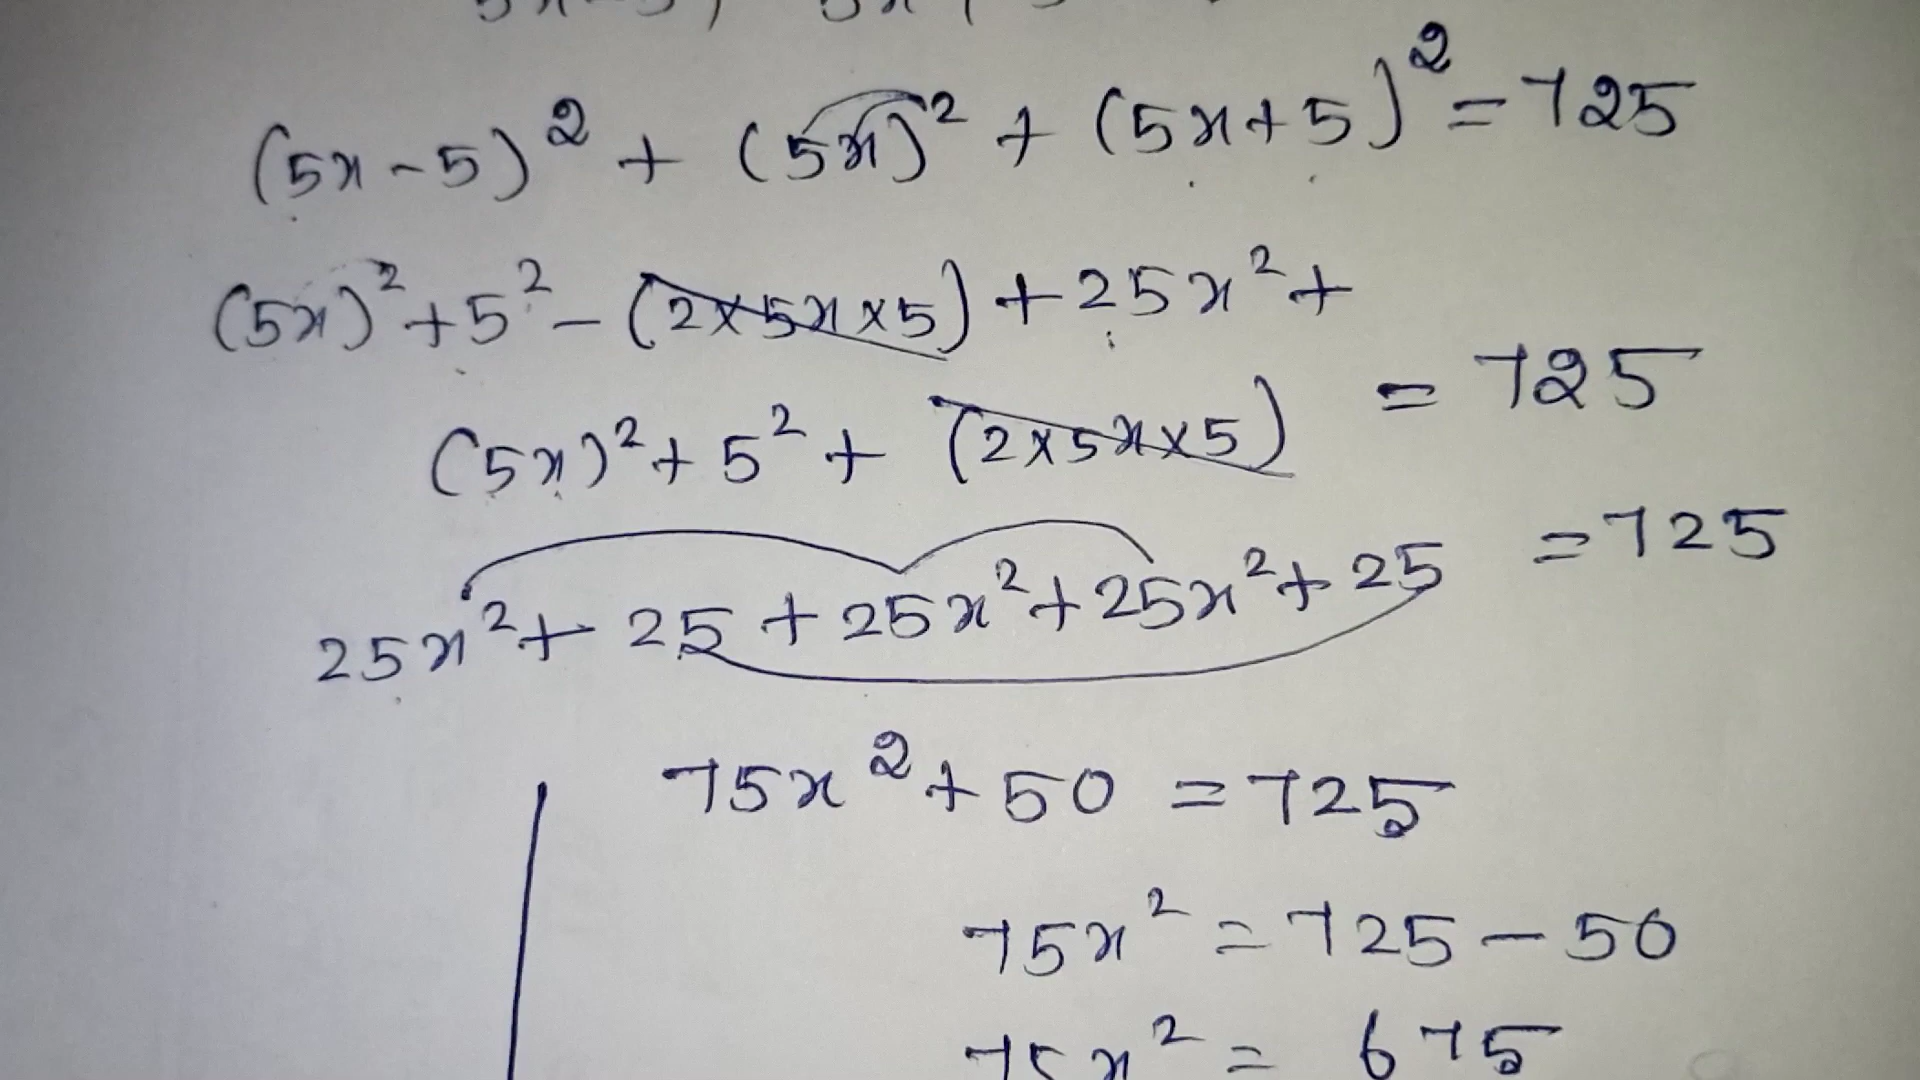 (5x-5)² + (5x)² + (5x+5)² = 725
(5x)² + 5² - (2×5x×5) + 25x² +
(5x)² + 5² + (2×5x×5) = 725
25x² + 25 + 25x² + 25x² + 25 = 725
75x² + 50 = 725
75x² = 725 - 50
75x² = 675